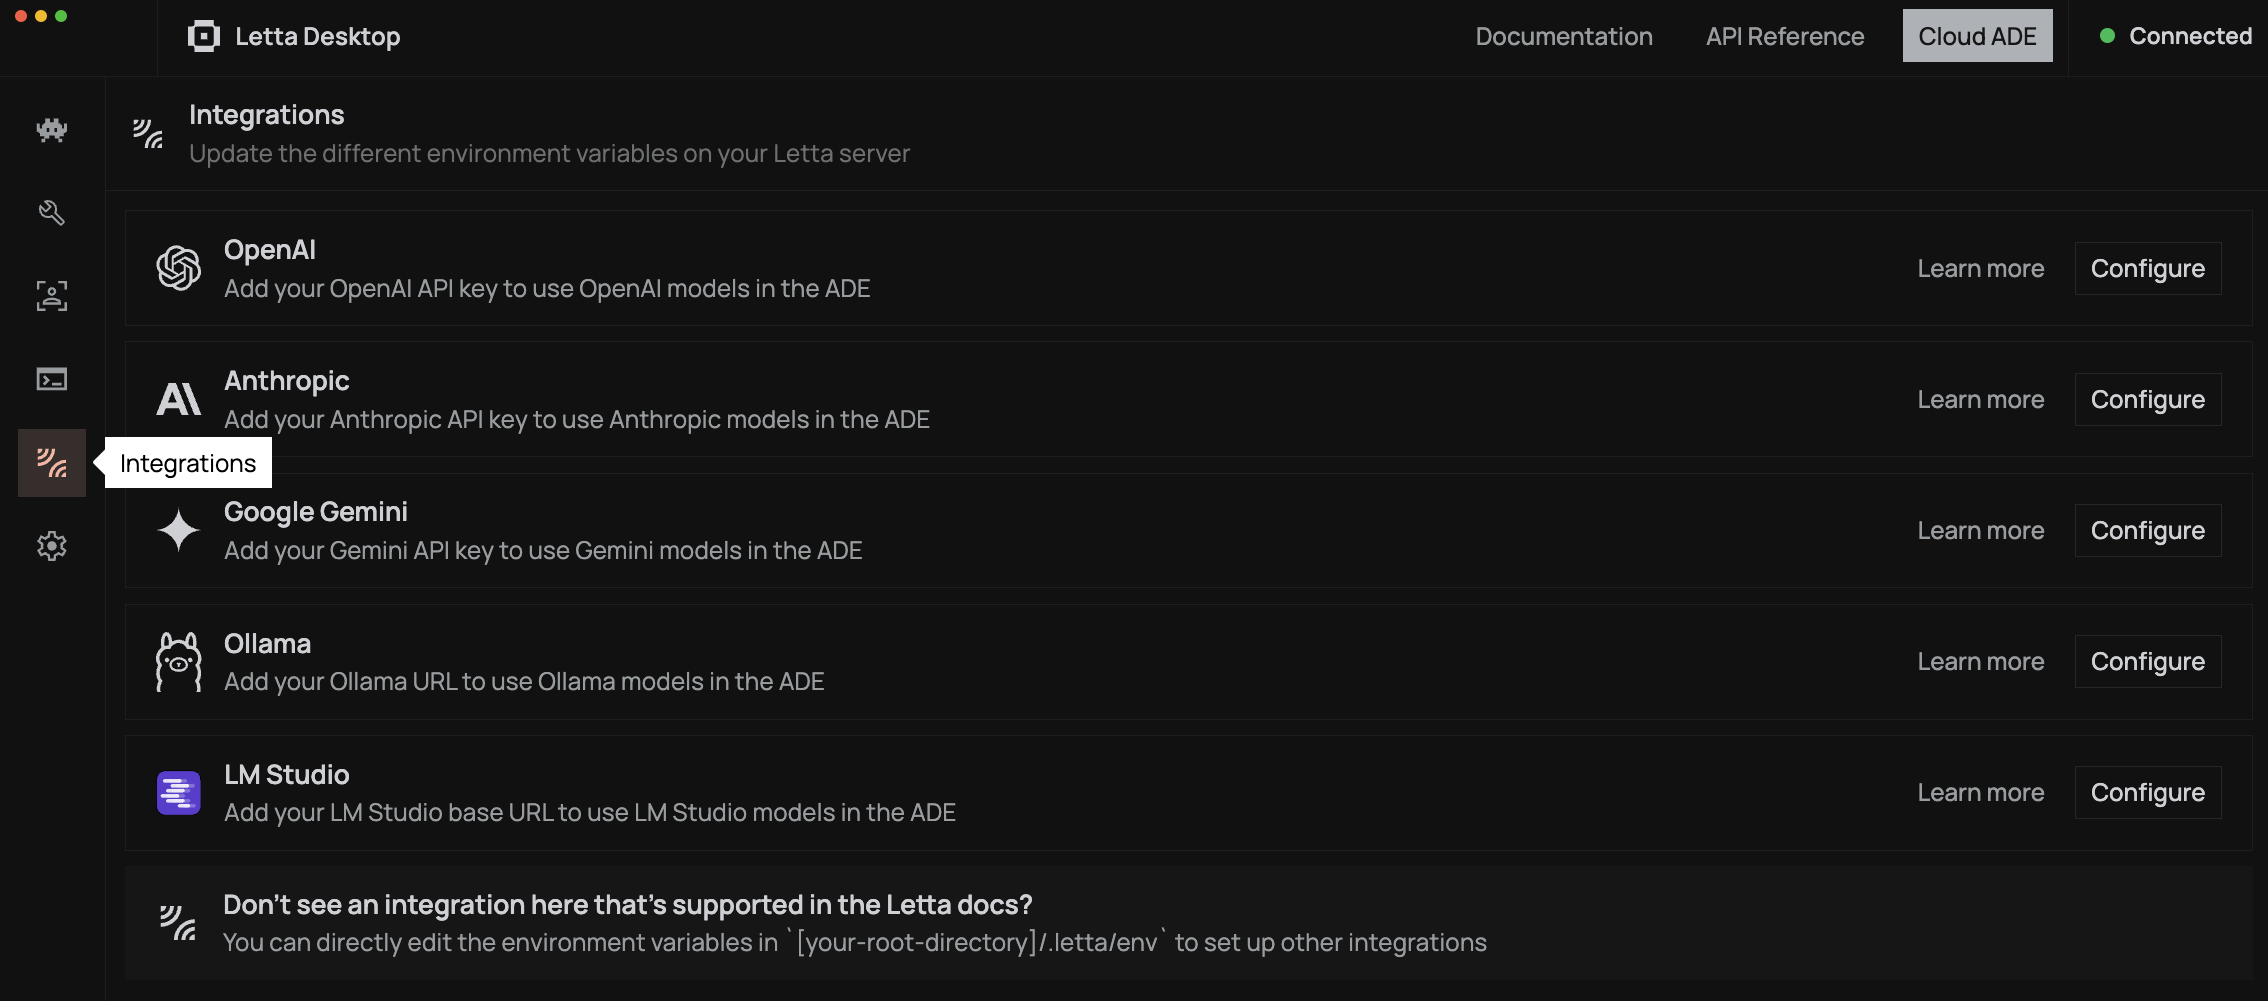 Letta Desktop
Documentation
API Reference
Cloud ADE
Connected
Integrations
Update the different environment variables on your Letta server
OpenAI
Add your OpenAI API key to use OpenAI models in the ADE
Learn more
Configure
Anthropic
Add your Anthropic API key to use Anthropic models in the ADE
Learn more
Configure
Integrations
Google Gemini
Add your Gemini API key to use Gemini models in the ADE
Learn more
Configure
Ollama
Add your Ollama URL to use Ollama models in the ADE
Learn more
Configure
LM Studio
Add your LM Studio base URL to use LM Studio models in the ADE
Learn more
Configure
Don't see an integration here that's supported in the Letta docs?
You can directly edit the environment variables in `[your-root-directory]/.letta/env` to set up other integrations